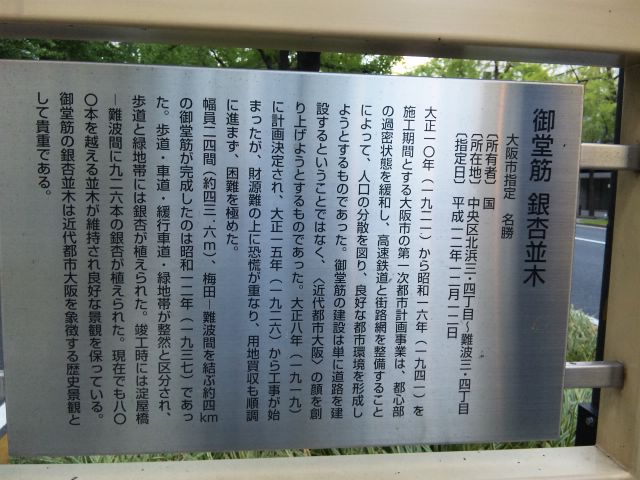 御堂筋 銀杏並木
大阪市指定 名勝
〔所有者〕 国
〔所在地〕 中央区北浜三・四丁目～難波三・四丁目
〔指定日〕 平成一二年一二月一二日
大正一〇年（一九二一）から昭和一六年（一九四一）を
施工期間とする大阪市の第一次都市計画事業は、都心部
の過密状態を緩和し、高速鉄道と街路網を整備すること
によって、人口の分散を図り、良好な都市環境を形成し
ようとするものであった。御堂筋の建設は単に道路を建
設するということではなく、〈近代都市大阪〉の顔を創
り上げようとするものであった。大正八年（一九一九）
に計画決定され、大正一五年（一九二六）から工事が始
まったが、財源難の上に恐慌が重なり、用地買収も順調
に進まず、困難を極めた。
幅員二四間（約四三・六ｍ）、梅田―難波間を結ぶ約四km
の御堂筋が完成したのは昭和一二年（一九三七）であっ
た。歩道・車道・緩行車道・緑地帯が整然と区分され、
歩道と緑地帯には銀杏が植えられた。竣工時には淀屋橋
―難波間に九二六本の銀杏が植えられた。現在でも八〇
〇本を越える並木が維持され良好な景観を保っている。
御堂筋の銀杏並木は近代都市大阪を象徴する歴史景観と
して貴重である。